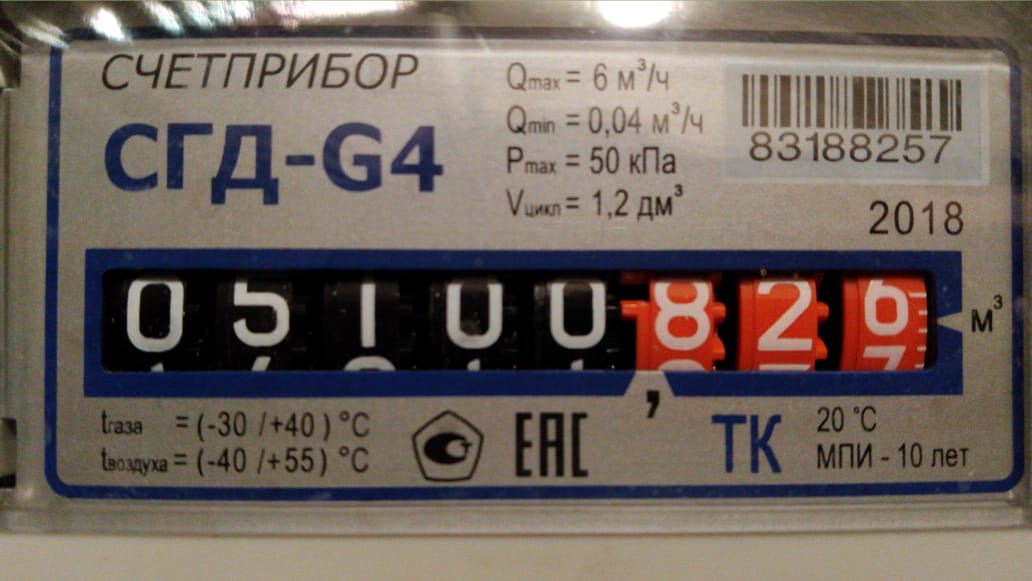 СЧЕТПРИБОР
СГД-G4
Qmax = 6 м³/ч
Qmin = 0,04 м³/ч
Pmax = 50 кПа
Vцикл = 1,2 дм³
83188257
2018
05100,826 м³
tгаза = (-30 /+40 ) °C
tвоздуха = (-40 /+55) °C
EAC
ТК
20 °C
МПИ - 10 лет